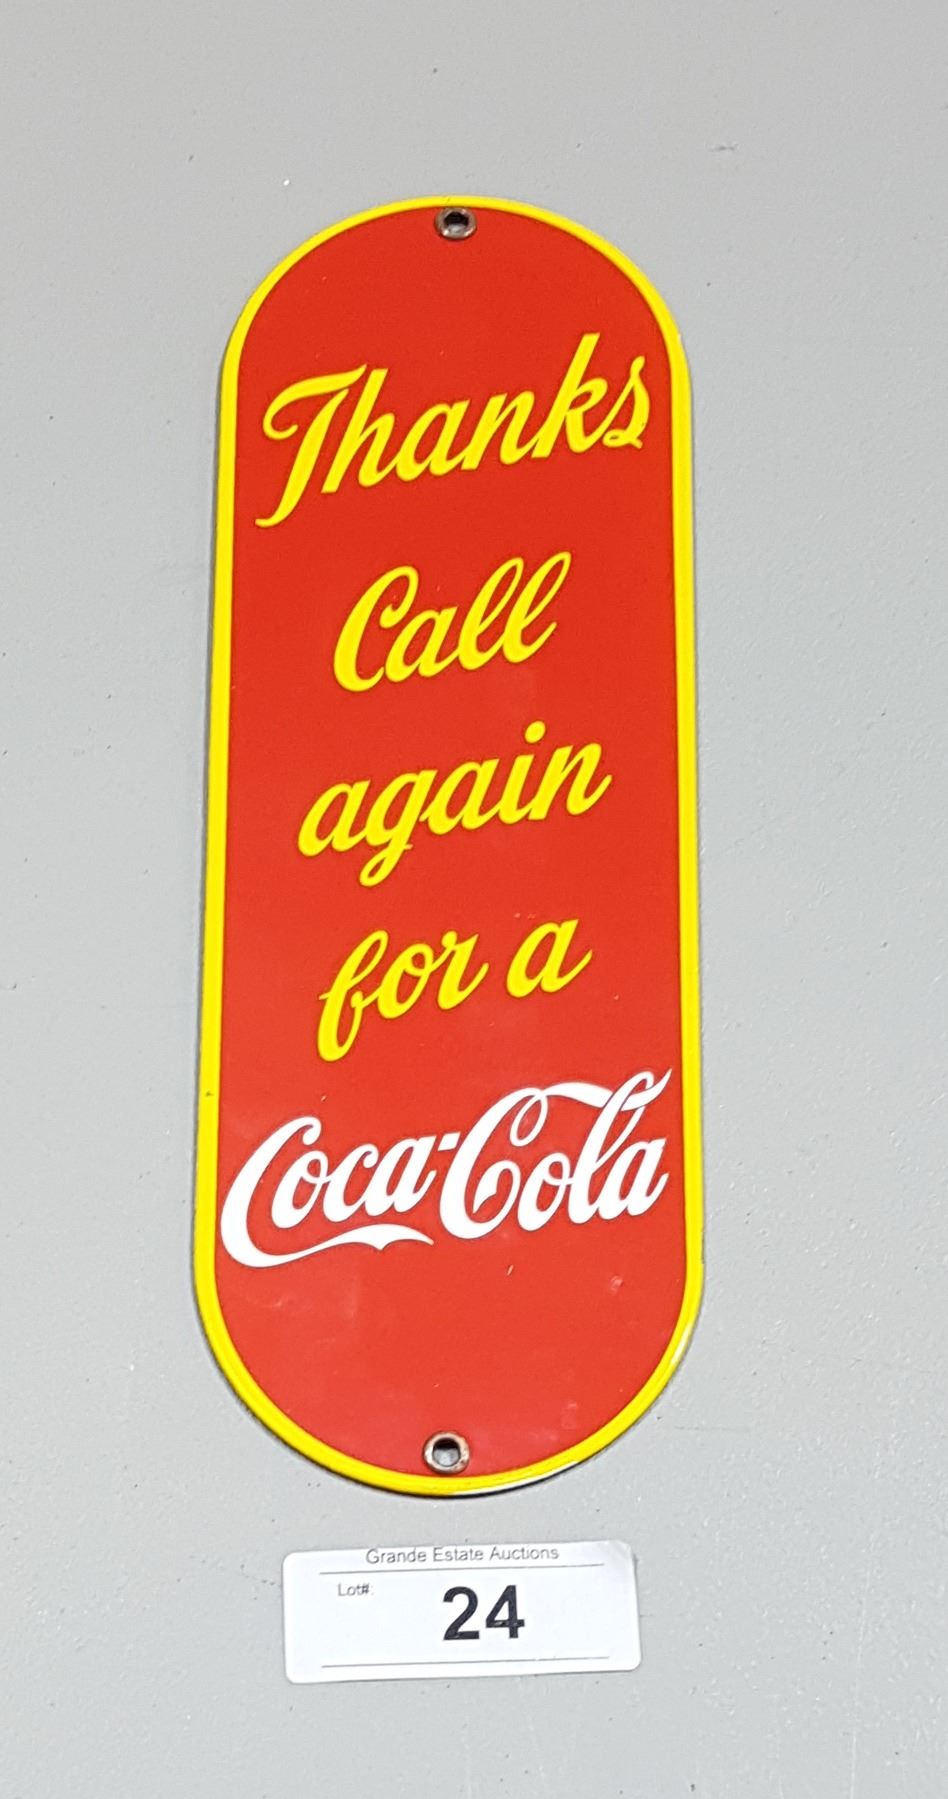 Thanks
Call
again
for a
Coca-Cola
Grande Estate Auctions
Lot#:
24